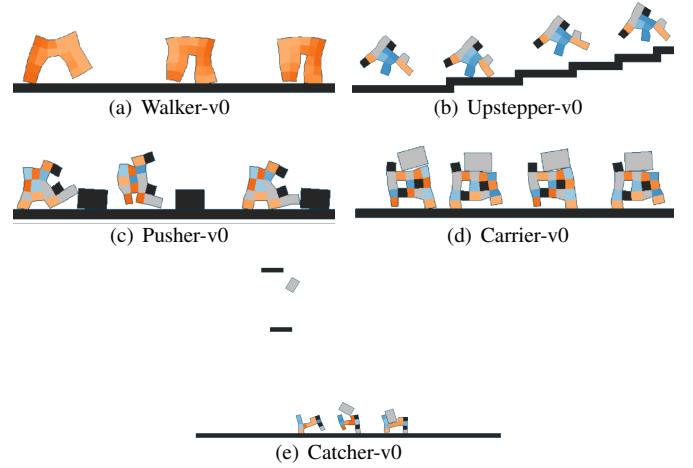 (a) Walker-v0
(b) Upstepper-v0
(c) Pusher-v0
(d) Carrier-v0
(e) Catcher-v0